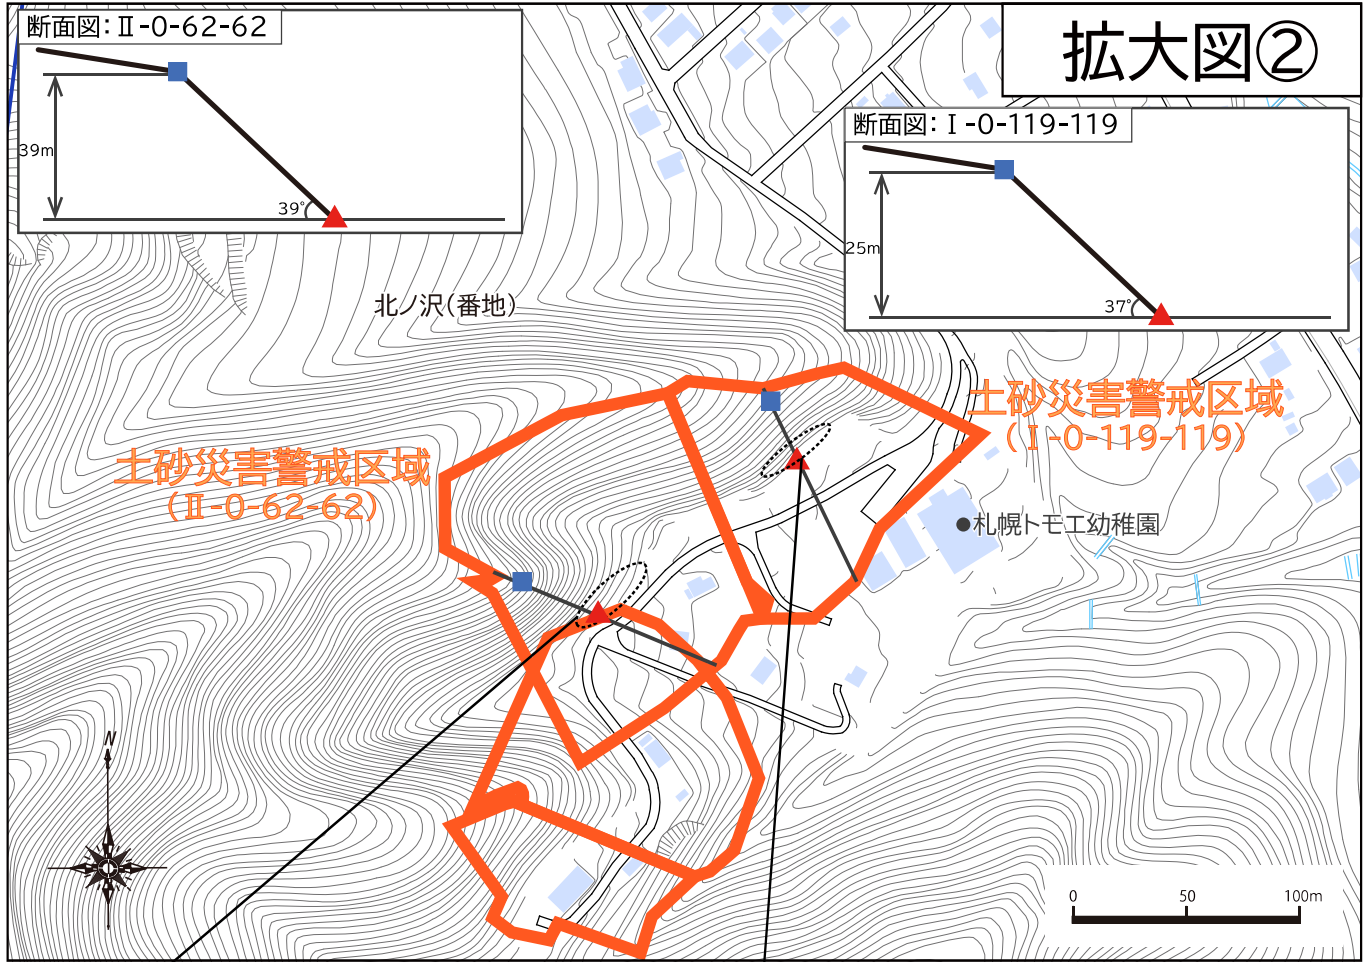 断面図:Ⅱ-0-62-62
39m
39°
拡大図②
断面図:Ⅰ-0-119-119
25m
37°
北ノ沢(番地)
土砂災害警戒区域
(Ⅰ-0-119-119)
土砂災害警戒区域
(Ⅱ-0-62-62)
●札幌トモエ幼稚園
N
0 50 100m